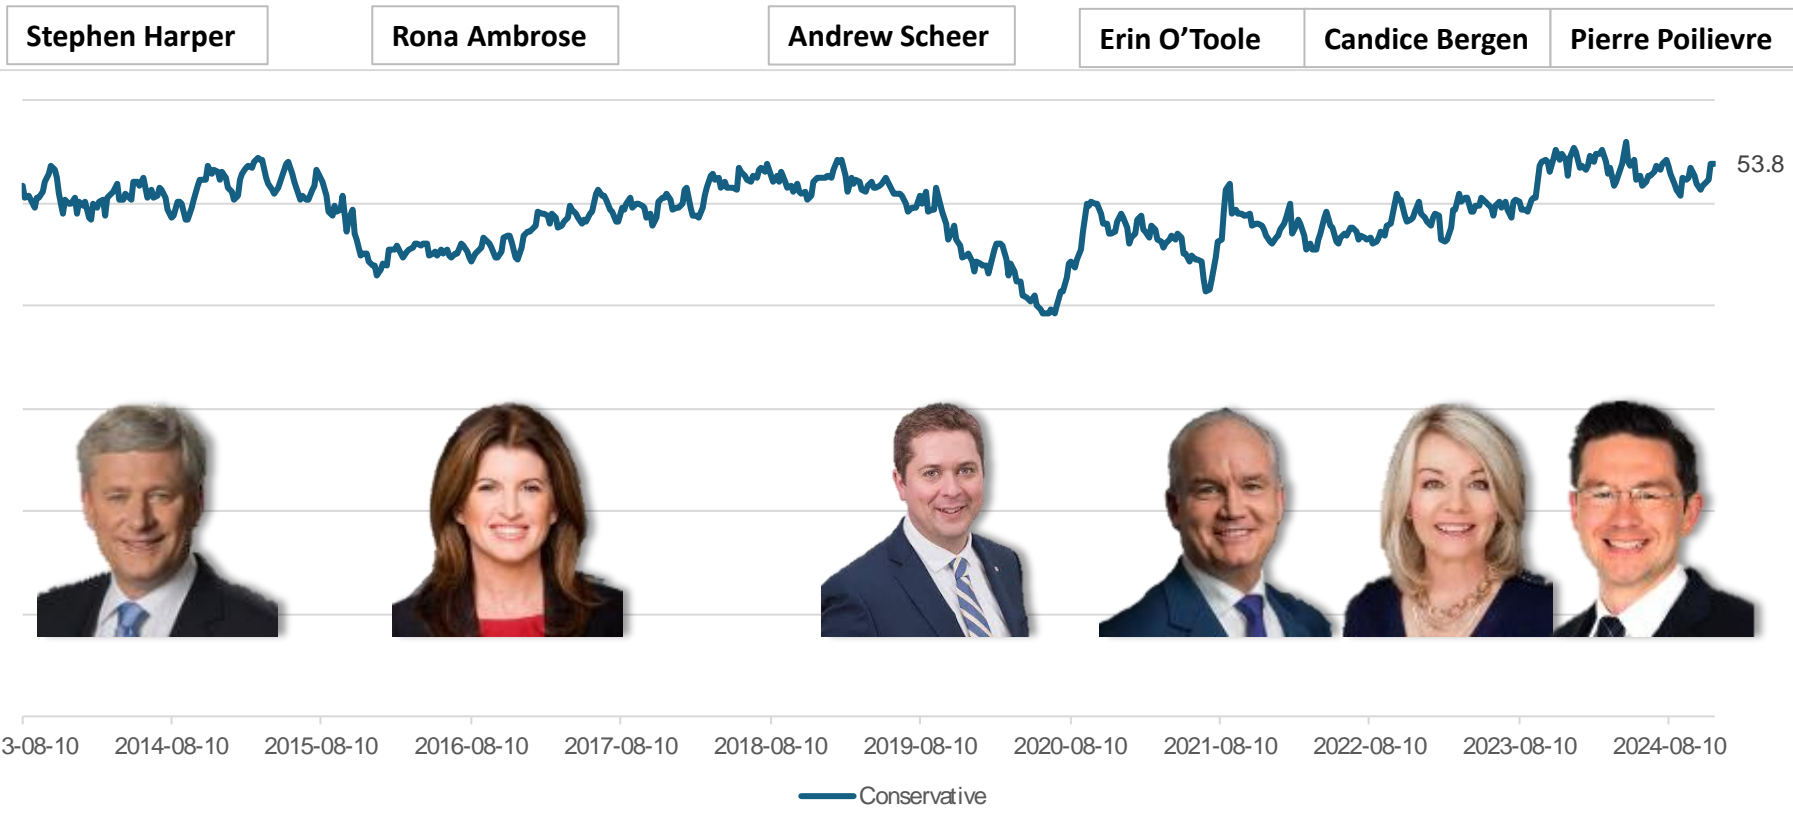 Stephen Harper
Rona Ambrose
Andrew Scheer
Erin O’Toole
Candice Bergen
Pierre Poilievre
53.8
3-08-10 2014-08-10 2015-08-10 2016-08-10 2017-08-10 2018-08-10 2019-08-10 2020-08-10 2021-08-10 2022-08-10 2023-08-10 2024-08-10
Conservative